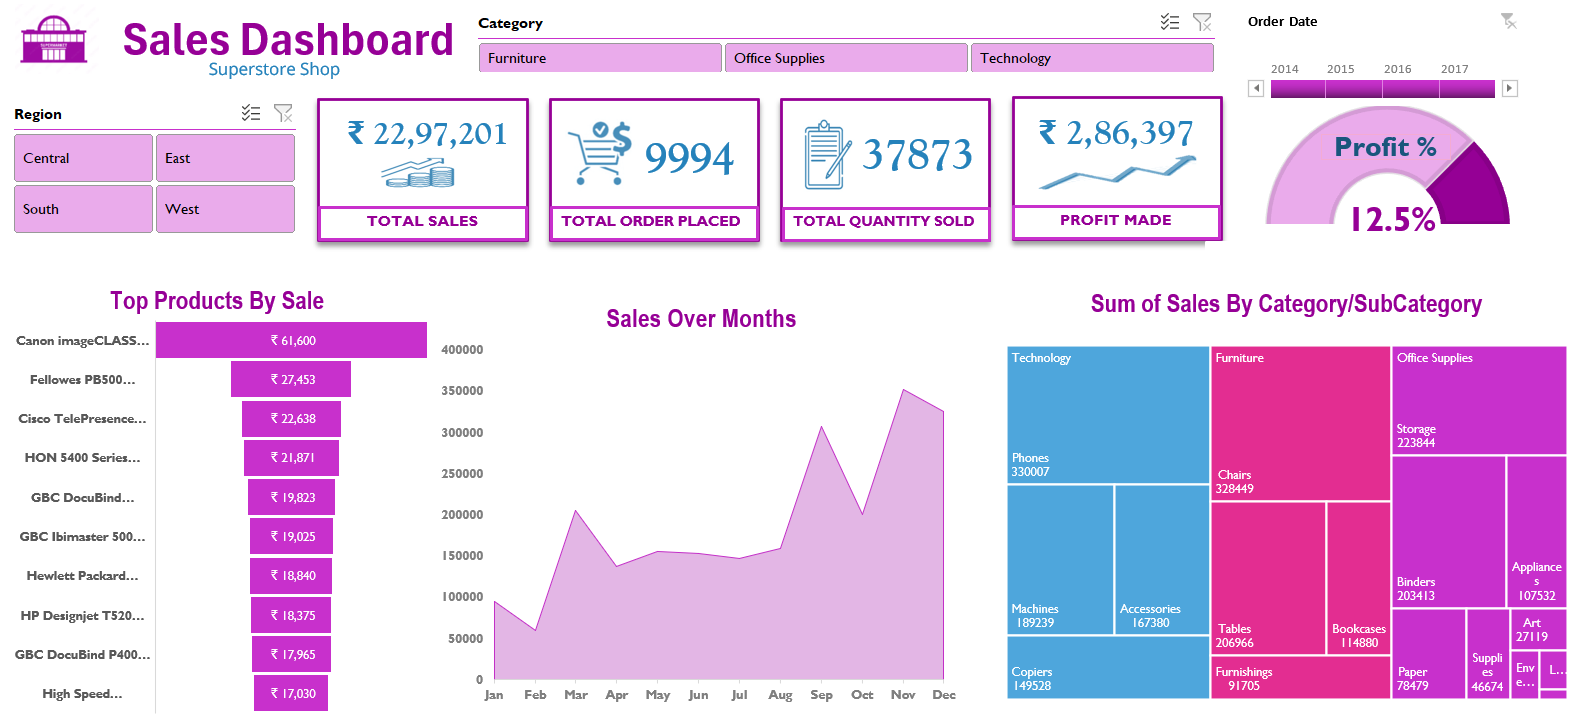 SUPERMARKET
Sales Dashboard
Superstore Shop
Category
Furniture
Office Supplies
Technology
Order Date
2014
2015
2016
2017
Region
Central
East
South
West
₹ 22,97,201
TOTAL SALES
9994
TOTAL ORDER PLACED
37873
TOTAL QUANTITY SOLD
₹ 2,86,397
PROFIT MADE
Profit %
12.5%
Top Products By Sale
Canon imageCLASS...
₹ 61,600
Fellowes PB500...
₹ 27,453
Cisco TelePresence...
₹ 22,638
HON 5400 Series...
₹ 21,871
GBC DocuBind...
₹ 19,823
GBC Ibimaster 500...
₹ 19,025
Hewlett Packard...
₹ 18,840
HP Designjet T520...
₹ 18,375
GBC DocuBind P400...
₹ 17,965
High Speed...
₹ 17,030
Sales Over Months
400000
350000
300000
250000
200000
150000
100000
50000
0
Jan
Feb
Mar
Apr
May
Jun
Jul
Aug
Sep
Oct
Nov
Dec
Sum of Sales By Category/SubCategory
Technology
Phones
330007
Machines
189239
Accessories
167380
Copiers
149528
Furniture
Chairs
328449
Tables
206966
Bookcases
114880
Furnishings
91705
Office Supplies
Storage
223844
Binders
203413
Appliance
s
107532
Paper
78479
Suppli
es
46674
Art
27119
Env
e...
L...